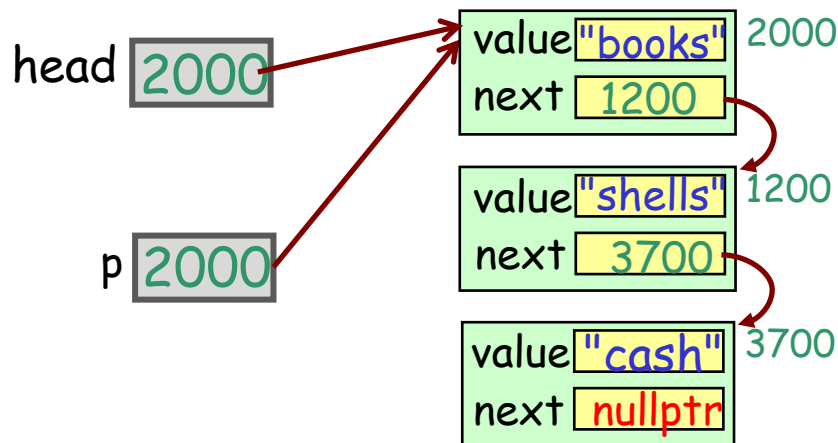 head 2000
value "books" 2000
next 1200
value "shells" 1200
next 3700
p 2000
value "cash" 3700
next nullptr